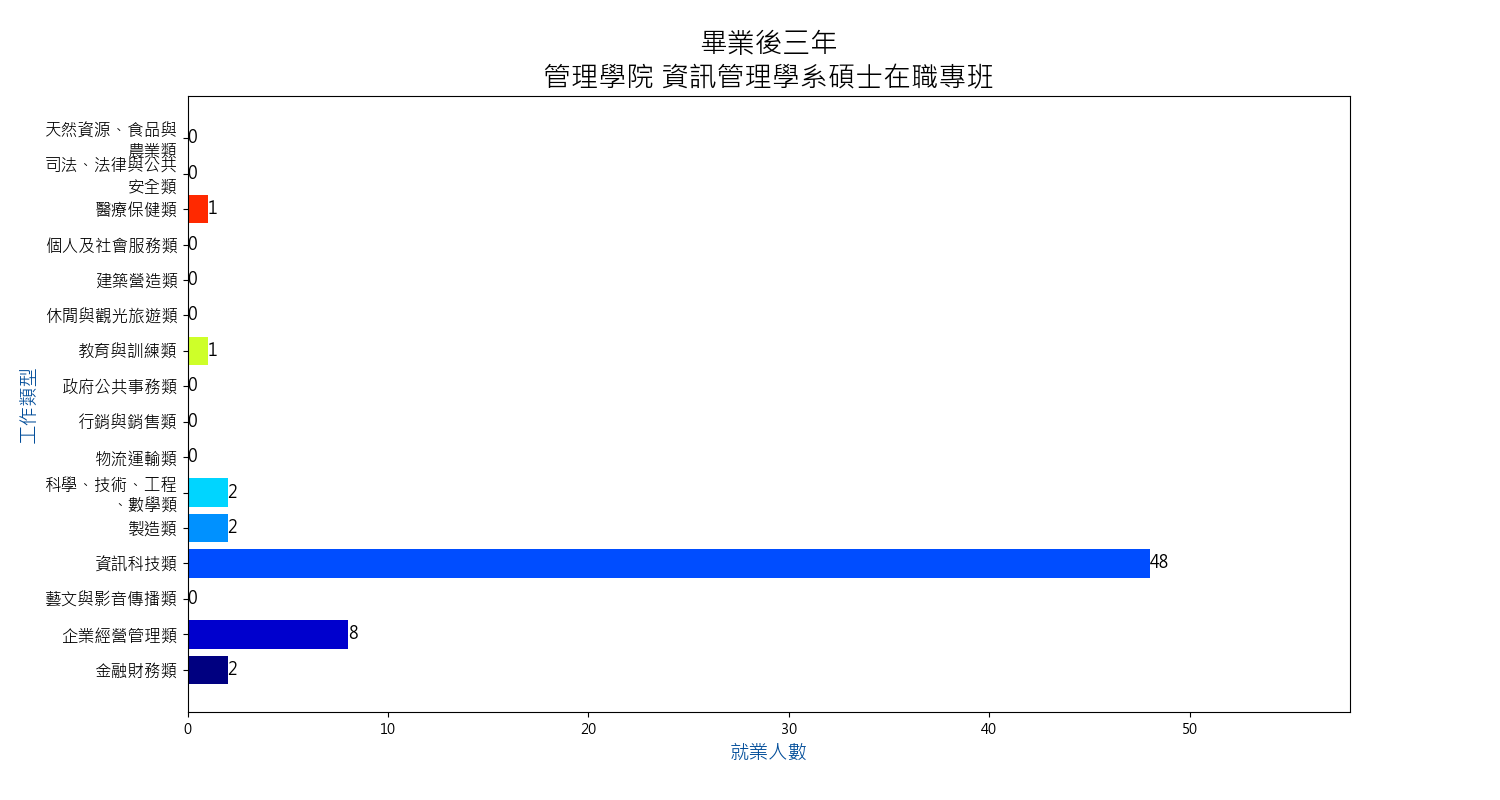 畢業後三年
管理學院 資訊管理學系碩士在職專班
天然資源、食品與
農業類
0
司法、法律與公共
安全類
0
醫療保健類
1
個人及社會服務類
0
建築營造類
0
休閒與觀光旅遊類
0
教育與訓練類
1
政府公共事務類
0
行銷與銷售類
0
物流運輸類
0
科學、技術、工程
、數學類
2
製造類
2
資訊科技類
48
藝文與影音傳播類
0
企業經營管理類
8
金融財務類
2
工作類型
0 10 20 30 40 50
就業人數